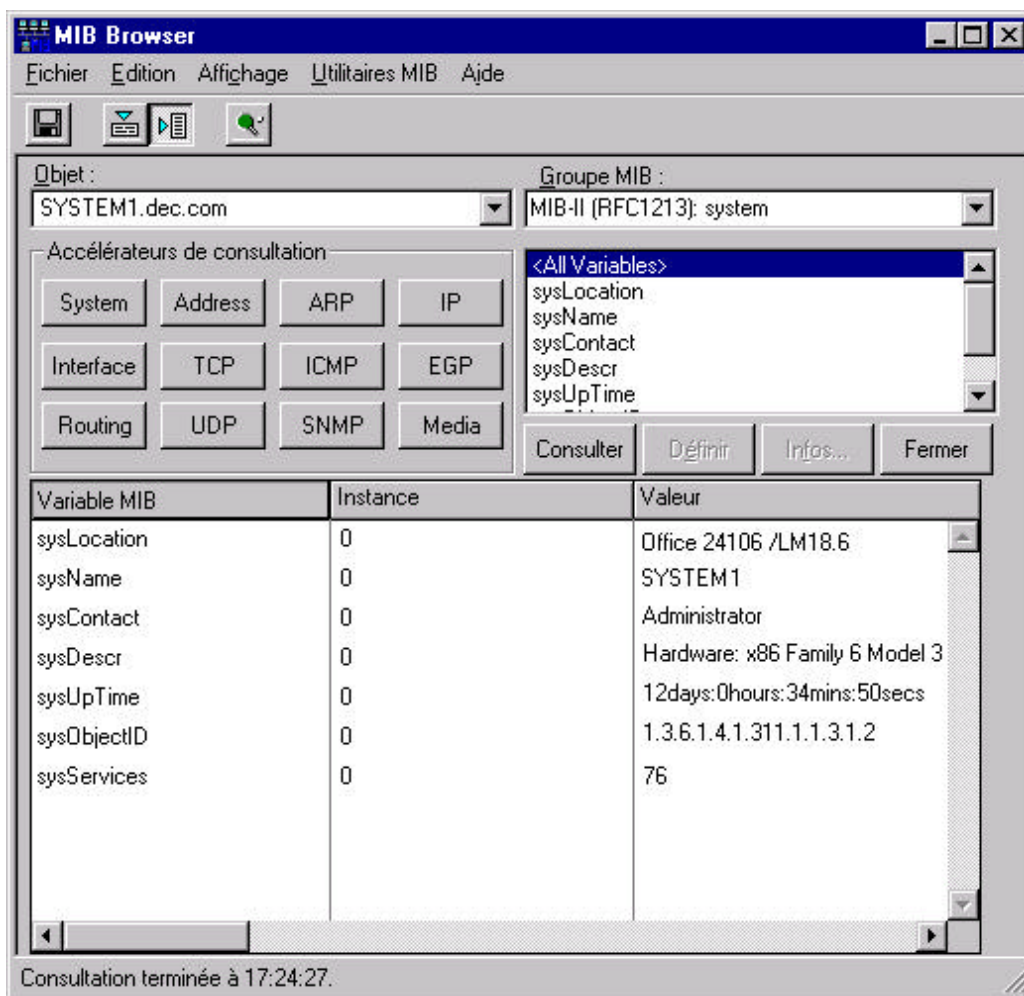 MIB Browser
Fichier Edition Affichage Utilitaires MIB Aide
Objet :
SYSTEM1.dec.com
Groupe MIB :
MIB-II (RFC1213): system
Accélérateurs de consultation
System Address ARP IP
Interface TCP ICMP EGP
Routing UDP SNMP Media
<All Variables>
sysLocation
sysName
sysContact
sysDescr
sysUpTime
Consulter Définir Infos... Fermer
Variable MIB Instance Valeur
sysLocation 0 Office 24106 /LM18.6
sysName 0 SYSTEM1
sysContact 0 Administrator
sysDescr 0 Hardware: x86 Family 6 Model 3
sysUpTime 0 12days:0hours:34mins:50secs
sysObjectID 0 1.3.6.1.4.1.311.1.1.3.1.2
sysServices 0 76
Consultation terminée à 17:24:27.